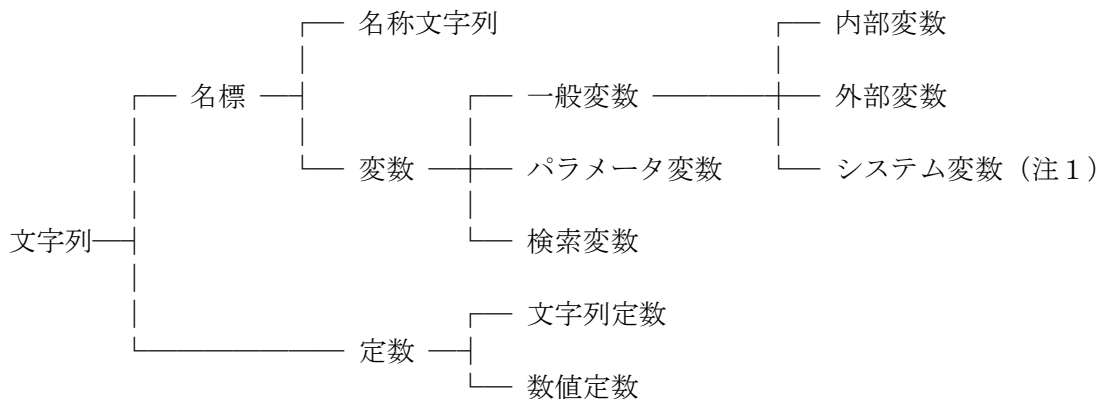 名称文字列
内部変数
名標
一般変数
外部変数
変数
パラメータ変数
システム変数（注１）
文字列
検索変数
文字列定数
定数
数値定数